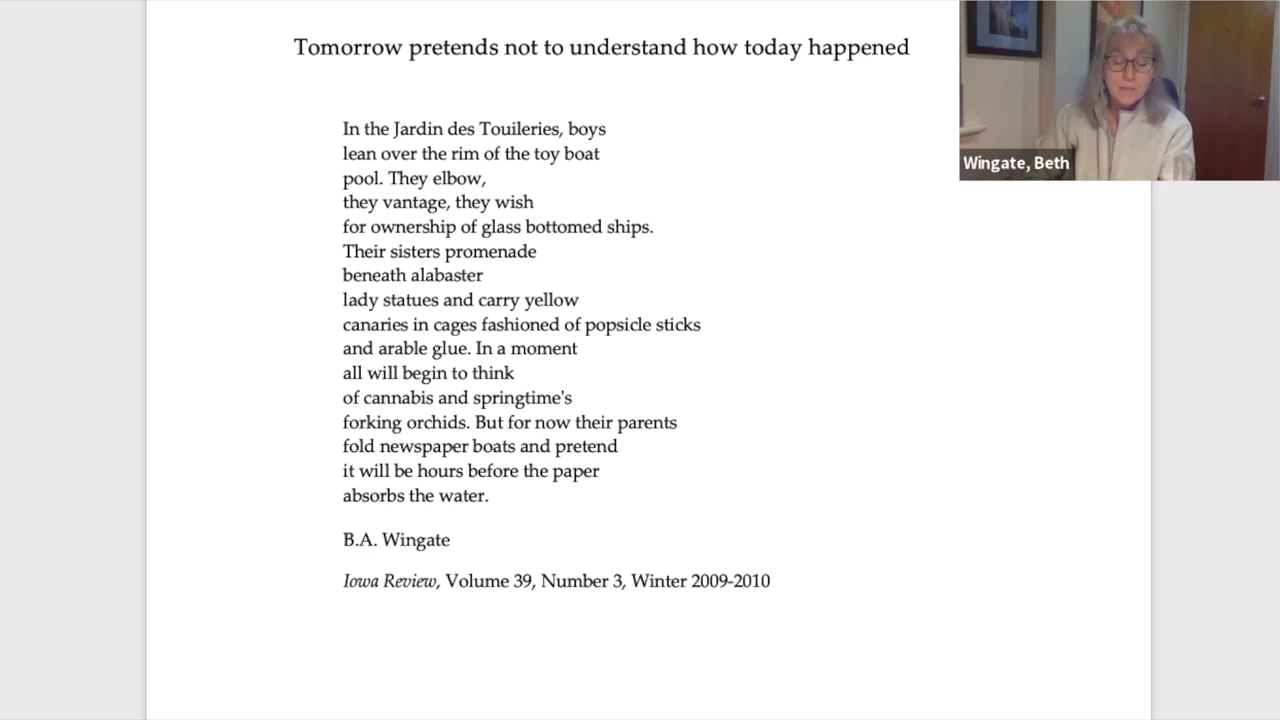 Tomorrow pretends not to understand how today happened
In the Jardin des Touileries, boys
lean over the rim of the toy boat
pool. They elbow,
they vantage, they wish
for ownership of glass bottomed ships.
Their sisters promenade
beneath alabaster
lady statues and carry yellow
canaries in cages fashioned of popsicle sticks
and arable glue. In a moment
all will begin to think
of cannabis and springtime's
forking orchids. But for now their parents
fold newspaper boats and pretend
it will be hours before the paper
absorbs the water.
B.A. Wingate
Iowa Review, Volume 39, Number 3, Winter 2009-2010
Wingate, Beth